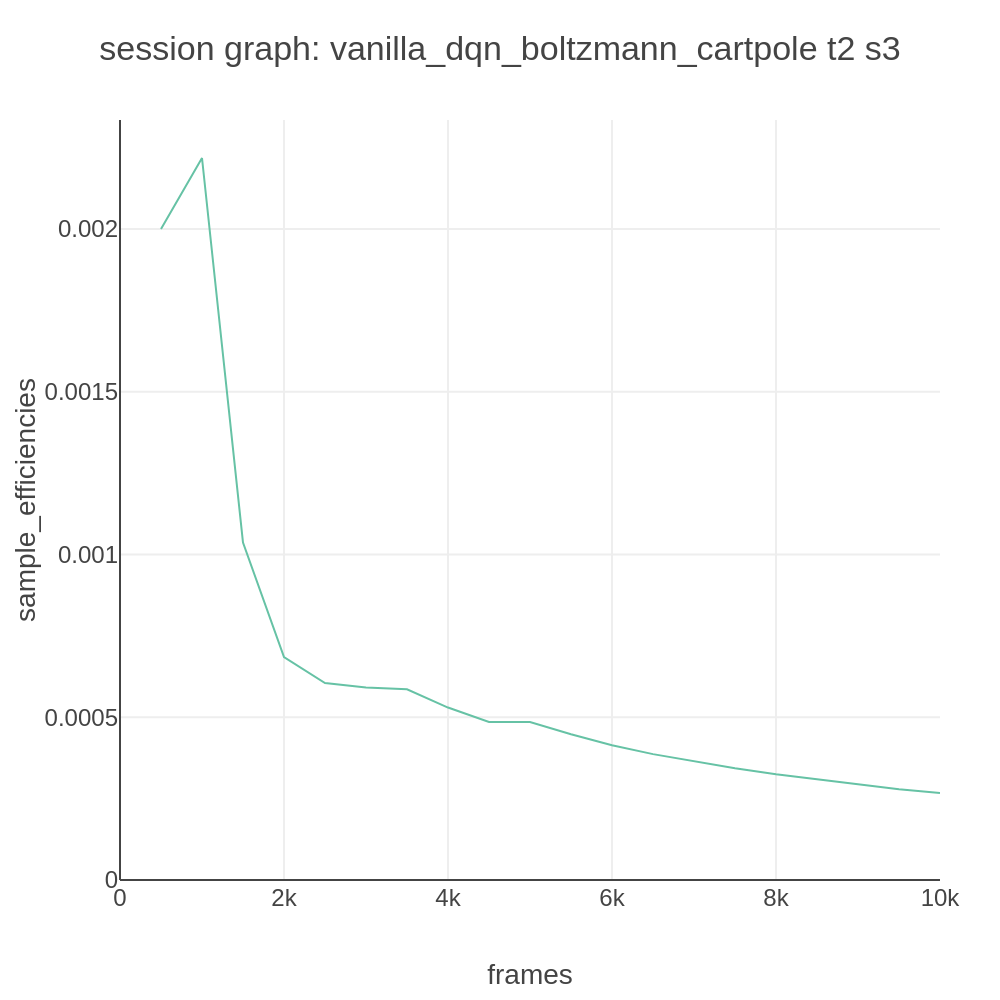 session graph: vanilla_dqn_boltzmann_cartpole t2 s3
sample_efficiencies
0.002
0.0015
0.001
0.0005
0
0 2k 4k 6k 8k 10k
frames